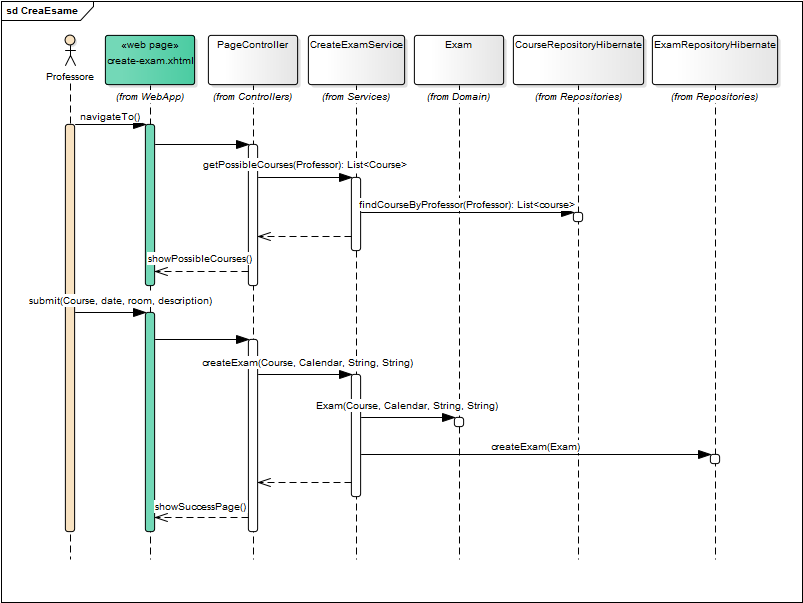 sd CreaEsame
Professore
«web page»
create-exam.xhtml
(from WebApp)
PageController
(from Controllers)
CreateExamService
(from Services)
Exam
(from Domain)
CourseRepositoryHibernate
(from Repositories)
ExamRepositoryHibernate
(from Repositories)
navigateTo()
getPossibleCourses(Professor): List<Course>
findCourseByProfessor(Professor): List<course>
showPossibleCourses()
submit(Course, date, room, description)
createExam(Course, Calendar, String, String)
Exam(Course, Calendar, String, String)
createExam(Exam)
showSuccessPage()